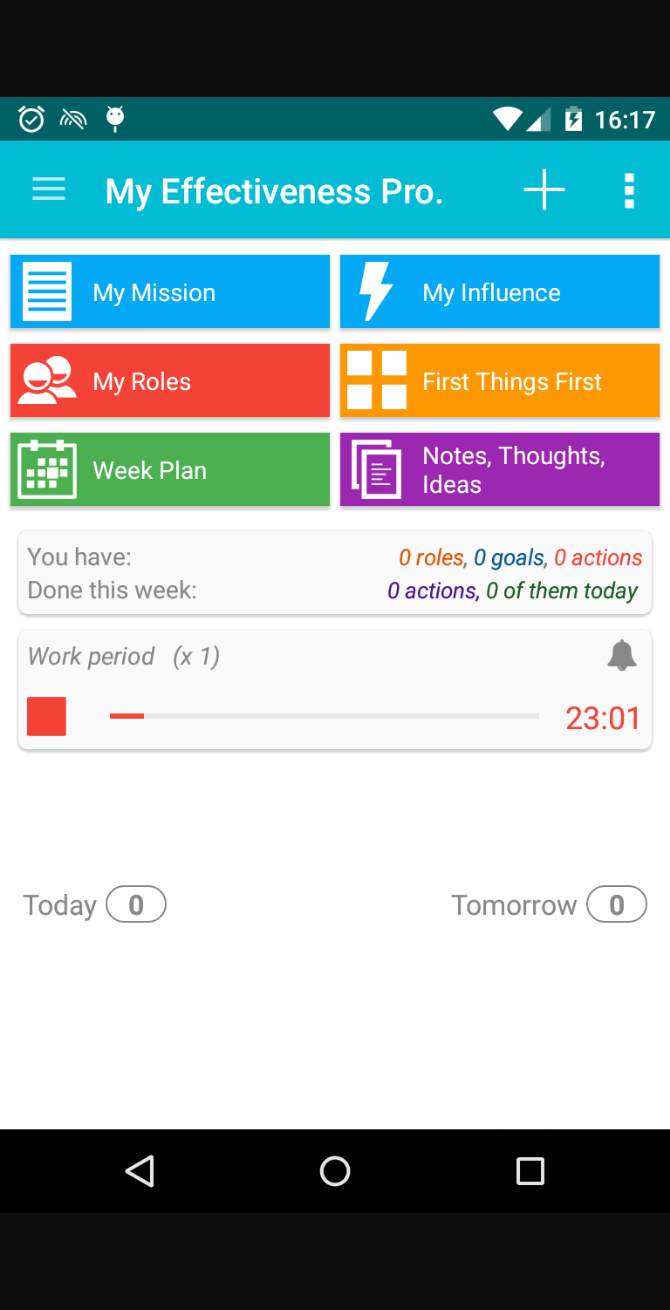 16:17
My Effectiveness Pro.
My Mission
My Influence
My Roles
First Things First
Week Plan
Notes, Thoughts,
Ideas
You have: 0 roles, 0 goals, 0 actions
Done this week: 0 actions, 0 of them today
Work period (x 1)
23:01
Today 0
Tomorrow 0